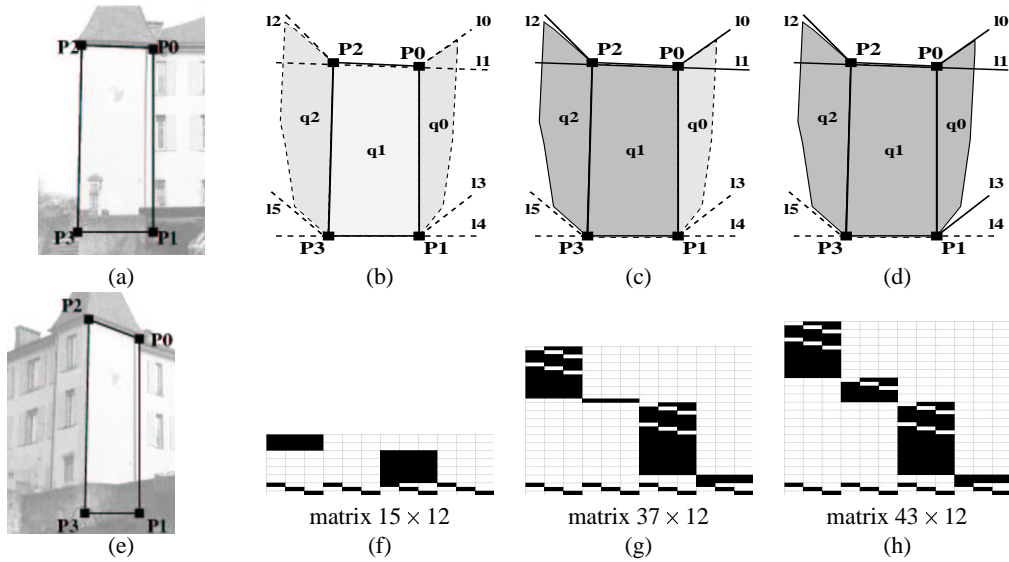 P2 P0
P3 P1
(a)
l2 l0
P2 P0
l1
q2 q0
q1
l3
l5 l4
P3 P1
(b)
l2 l0
P2 P0
l1
q2 q0
q1
l3
l5 l4
P3 P1
(c)
l2 l0
P2 P0
l1
q2 q0
q1
l3
l5 l4
P3 P1
(d)
P2
P0
P3 P1
(e)
matrix 15 × 12
(f)
matrix 37 × 12
(g)
matrix 43 × 12
(h)